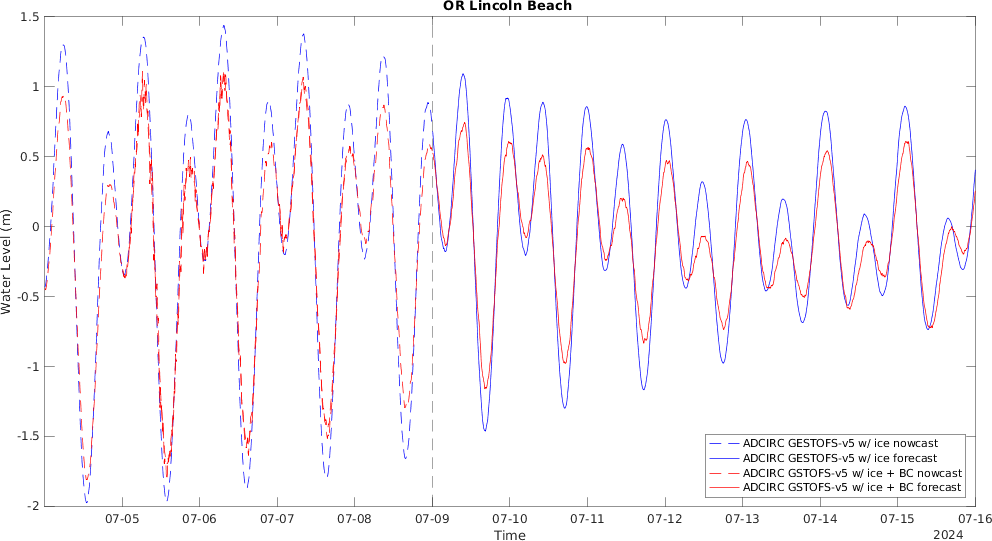 OR Lincoln Beach
1.5
1
0.5
0
-0.5
-1
-1.5
-2
Water Level (m)
07-05 07-06 07-07 07-08 07-09 07-10 07-11 07-12 07-13 07-14 07-15 07-16
Time
2024
ADCIRC GESTOFS-v5 w/ ice nowcast
ADCIRC GESTOFS-v5 w/ ice forecast
ADCIRC GSTOFS-v5 w/ ice + BC nowcast
ADCIRC GSTOFS-v5 w/ ice + BC forecast